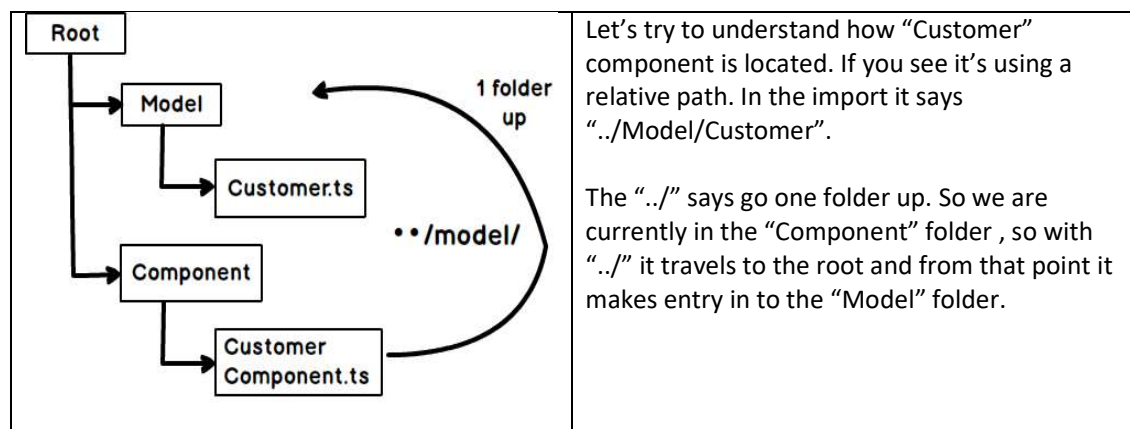 Root
Model
Customer.ts
Component
Customer
Component.ts
1 folder
up
••/model/
Let’s try to understand how “Customer”
component is located. If you see it’s using a
relative path. In the import it says
“../Model/Customer”.
The “../” says go one folder up. So we are
currently in the “Component” folder , so with
“../” it travels to the root and from that point it
makes entry in to the “Model” folder.